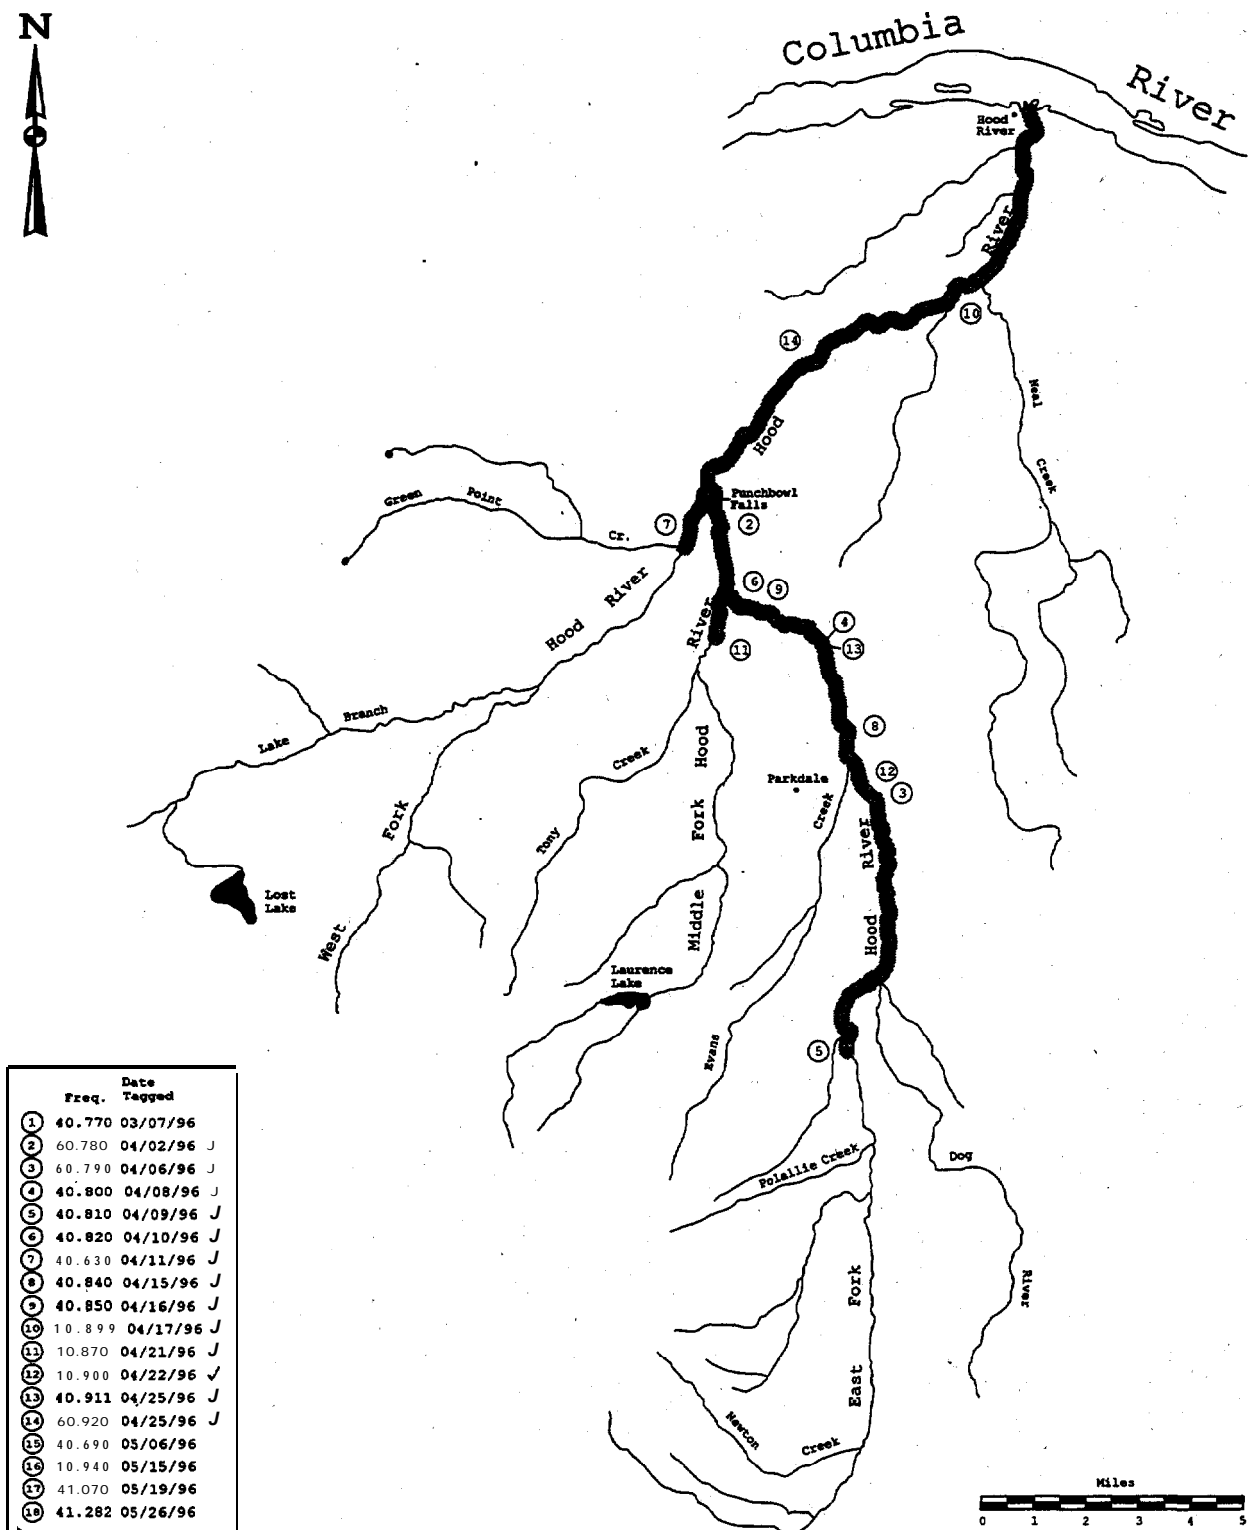 N
Columbia
River
Hood
River
River
10
14
Neal
Hood
Creek
Green Point
Punchbowl
Falls
7
2
Cr.
River
6
9
River
4
Hood
11
13
Branch
8
Hood
Lake
Creek
12
Parkdale
3
Creek
Fork
Fork
River
Tony
Lost
Lake
Middle
Hood
West
Laurence
Lake
Evans
5
Polallie Creek
Dog
Fork
River
East
Newton
Creek
Date
Freq. Tagged
1 40.770 03/07/96
2 60.780 04/02/96 J
3 60.790 04/06/96 J
4 40.800 04/08/96 J
5 40.810 04/09/96 J
6 40.820 04/10/96 J
7 40.630 04/11/96 J
8 40.840 04/15/96 J
9 40.850 04/16/96 J
10 10.899 04/17/96 J
11 10.870 04/21/96 J
12 10.900 04/22/96 ✓
13 40.911 04/25/96 J
14 60.920 04/25/96 J
15 40.690 05/06/96
16 10.940 05/15/96
17 41.070 05/19/96
18 41.282 05/26/96
Miles
0 1 2 3 4 5